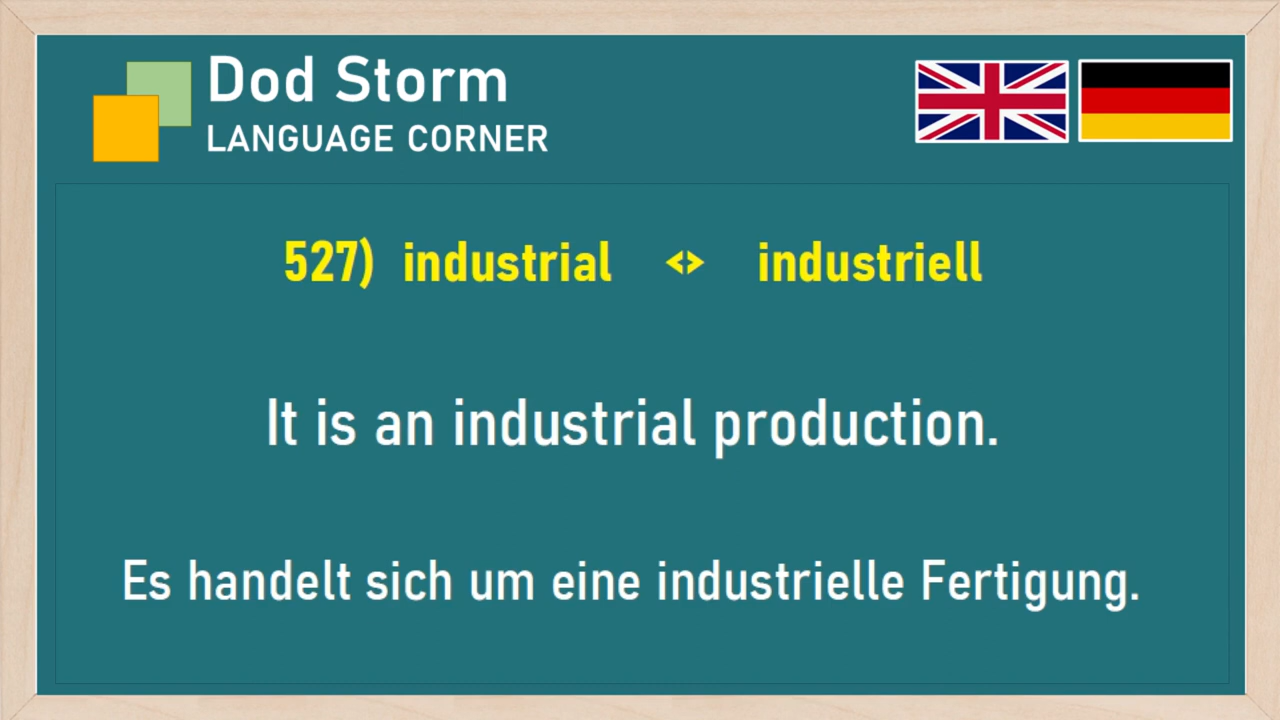 Dod Storm
LANGUAGE CORNER
527) industrial <> industriell
It is an industrial production.
Es handelt sich um eine industrielle Fertigung.